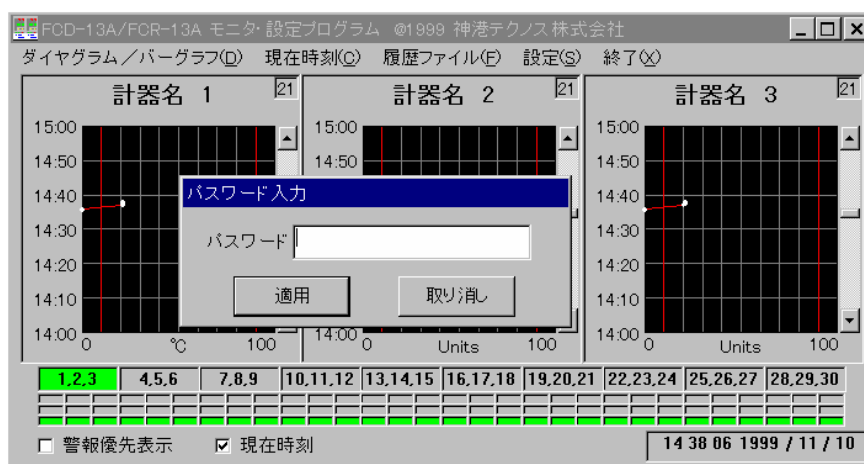 FCD-13A/FCR-13A モニタ・設定プログラム @1999 神港テクノス株式会社
ダイヤグラム／バーグラフ(D) 現在時刻(C) 履歴ファイル(F) 設定(S) 終了(X)
計器名 1 21
15:00
14:50
14:40
14:30
14:20
14:10
14:00
0 ℃ 100
計器名 2 21
15:00
14:50
14:00
0 Units 100
計器名 3 21
15:00
14:50
14:40
14:30
14:20
14:10
14:00
0 Units 100
パスワード入力
パスワード
適用 取り消し
1,2,3 4,5,6 7,8,9 10,11,12 13,14,15 16,17,18 19,20,21 22,23,24 25,26,27 28,29,30
警報優先表示 現在時刻 14 38 06 1999 / 11 / 10